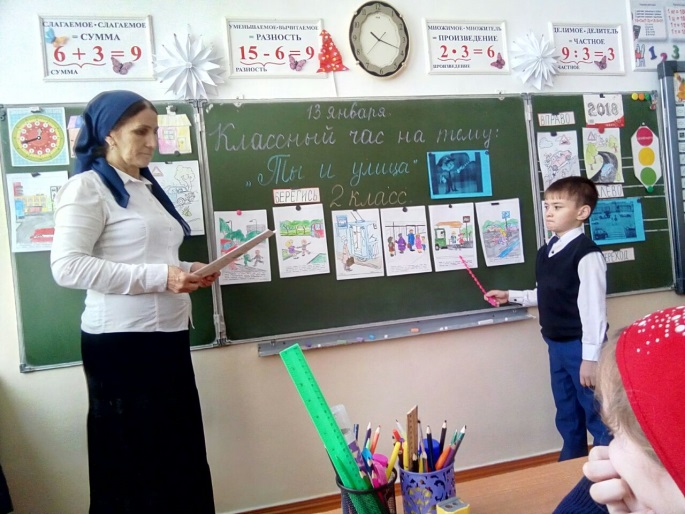 СЛАГАЕМОЕ+СЛАГАЕМОЕ
= СУММА
6 + 3 = 9
СУММА
УМЕНЬШАЕМОЕ-ВЫЧИТАЕМОЕ
= РАЗНОСТЬ
15 - 6 = 9
РАЗНОСТЬ
МНОЖИМОЕ · МНОЖИТЕЛЬ
= ПРОИЗВЕДЕНИЕ
2 · 3 = 6
ПРОИЗВЕДЕНИЕ
ДЕЛИМОЕ : ДЕЛИТЕЛЬ
= ЧАСТНОЕ
9 : 3 = 3
ЧАСТНОЕ
13 января.
Классный час на тему:
„Ты и улица"
2 класс
БЕРЕГИСЬ
ВПРАВО
2018